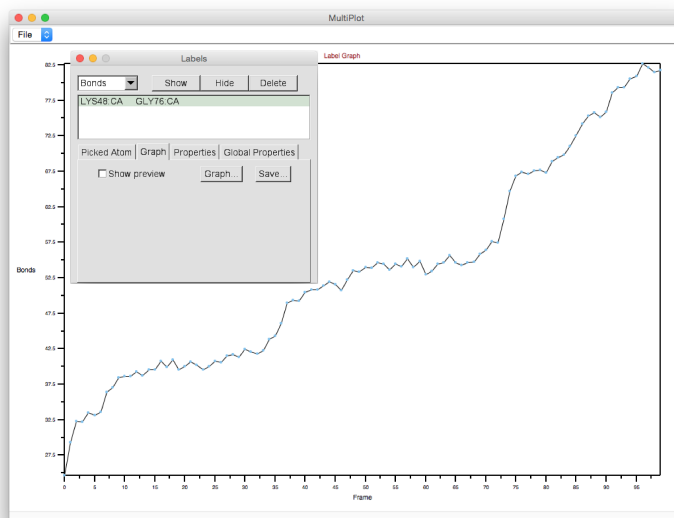 MultiPlot
File
Labels
Label Graph
Bonds Show Hide Delete
LYS48:CA GLY76:CA
Picked Atom Graph Properties Global Properties
Show preview Graph... Save...
82.5
77.5
72.5
62.5
57.5
Bonds
52.5
47.5
42.5
37.5
32.5
27.5
0 5 10 15 20 25 30 35 40 45 50 55 60 65 70 75 80 85 90 95
Frame